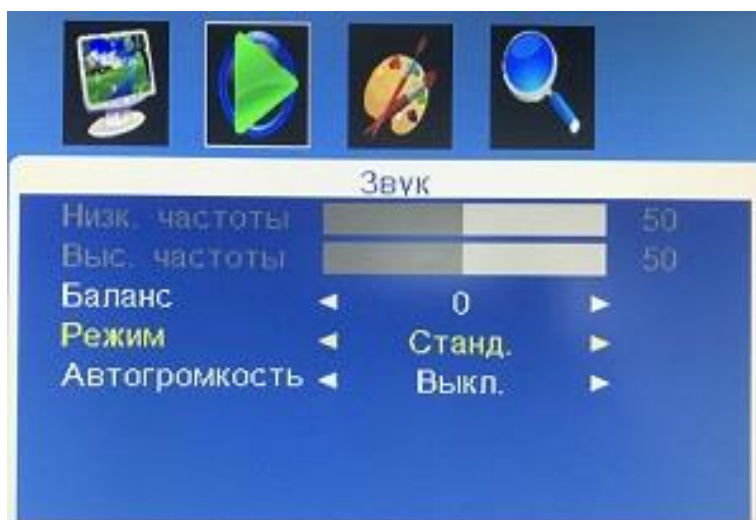 Звук
Низк. частоты 50
Выс. частоты 50
Баланс 0
Режим Станд.
Автогромкость Выкл.